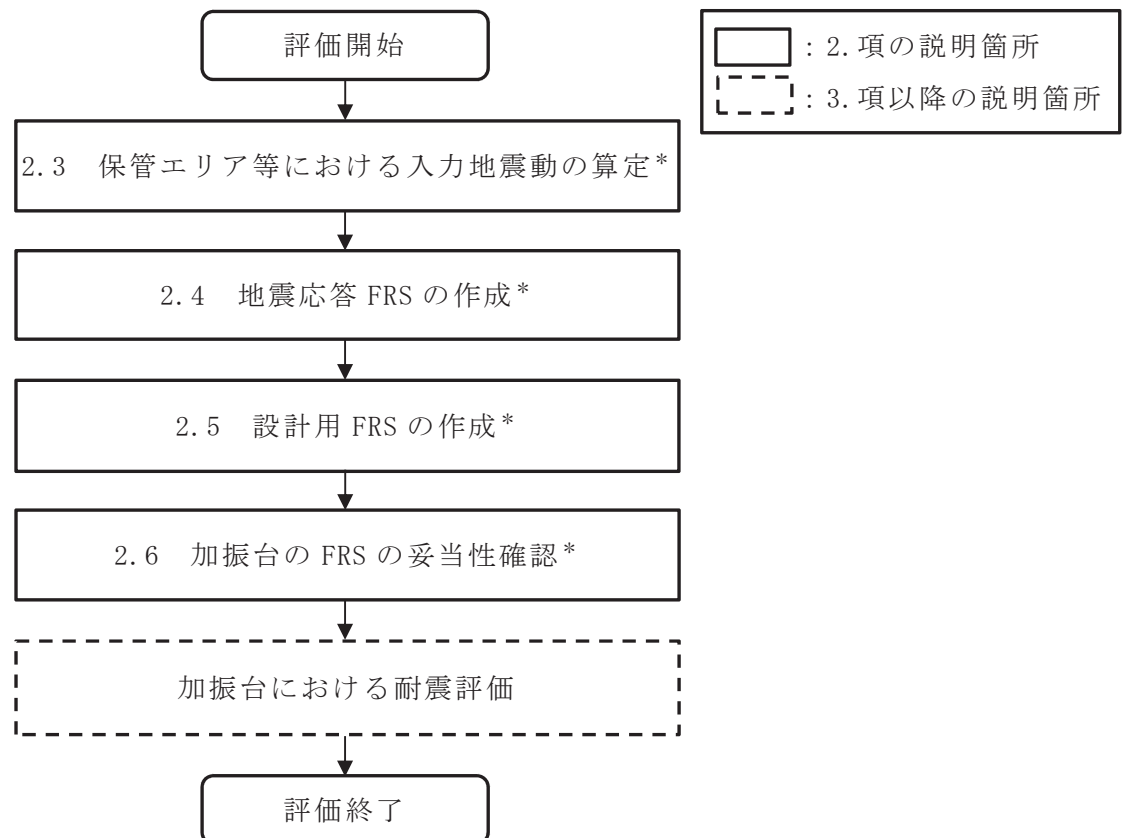 評価開始
: 2.項の説明箇所
: 3.項以降の説明箇所
2.3 保管エリア等における入力地震動の算定*
2.4 地震応答 FRS の作成*
2.5 設計用 FRS の作成*
2.6 加振台の FRS の妥当性確認*
加振台における耐震評価
評価終了